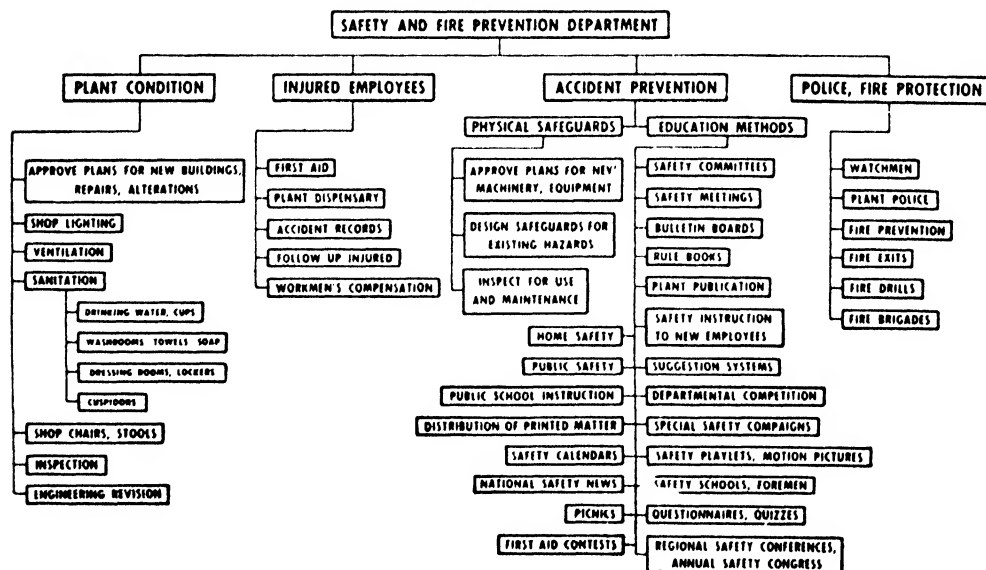 SAFETY AND FIRE PREVENTION DEPARTMENT
PLANT CONDITION
APPROVE PLANS FOR NEW BUILDINGS,
REPAIRS, ALTERATIONS
SHOP LIGHTING
VENTILATION
SANITATION
DRINKING WATER, CUPS
WASHROOMS TOWELS SOAP
DRESSING ROOMS, LOCKERS
CUSPIDORS
SHOP CHAIRS, STOOLS
INSPECTION
ENGINEERING REVISION
INJURED EMPLOYEES
FIRST AID
PLANT DISPENSARY
ACCIDENT RECORDS
FOLLOW UP INJURED
WORKMEN'S COMPENSATION
ACCIDENT PREVENTION
PHYSICAL SAFEGUARDS
APPROVE PLANS FOR NEV'
MACHINERY, EQUIPMENT
DESIGN SAFEGUARDS FOR
EXISTING HAZARDS
INSPECT FOR USE
AND MAINTENANCE
EDUCATION METHODS
SAFETY COMMITTEES
SAFETY MEETINGS
BULLETIN BOARDS
RULE BOOKS
PLANT PUBLICATION
SAFETY INSTRUCTION
TO NEW EMPLOYEES
SUGGESTION SYSTEMS
DEPARTMENTAL COMPETITION
SPECIAL SAFETY COMPAIGNS
SAFETY PLAYLETS, MOTION PICTURES
SAFETY SCHOOLS, FOREMEN
QUESTIONNAIRES, QUIZZES
REGIONAL SAFETY CONFERENCES,
ANNUAL SAFETY CONGRESS
HOME SAFETY
PUBLIC SAFETY
PUBLIC SCHOOL INSTRUCTION
DISTRIBUTION OF PRINTED MATTER
SAFETY CALENDARS
NATIONAL SAFETY NEWS
PICNICS
FIRST AID CONTESTS
POLICE, FIRE PROTECTION
WATCHMEN
PLANT POLICE
FIRE PREVENTION
FIRE EXITS
FIRE DRILLS
FIRE BRIGADES